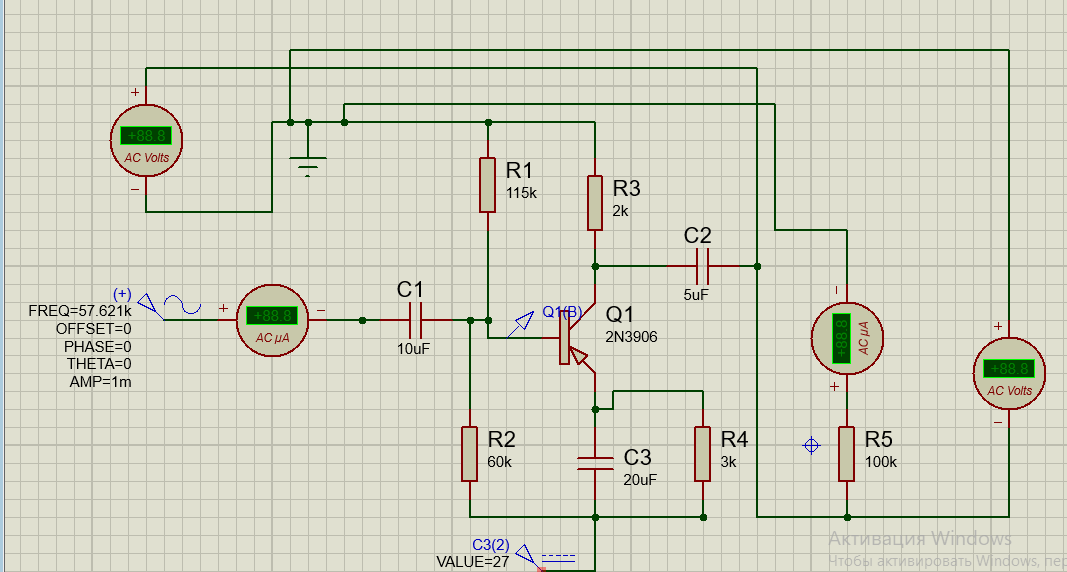 +
+88.8
AC Volts
−
R1
115k
R3
2k
C2
5uF
(+)
FREQ=57.621k
OFFSET=0
PHASE=0
THETA=0
AMP=1m
+
+88.8
AC µA
−
C1
10uF
Q1(B)
Q1
2N3906
−
+88.8
AC µA
+
+
+88.8
AC Volts
−
R2
60k
C3
20uF
R4
3k
R5
100k
C3(2)
VALUE=27
Активация Windows
Чтобы активировать Windows, пер